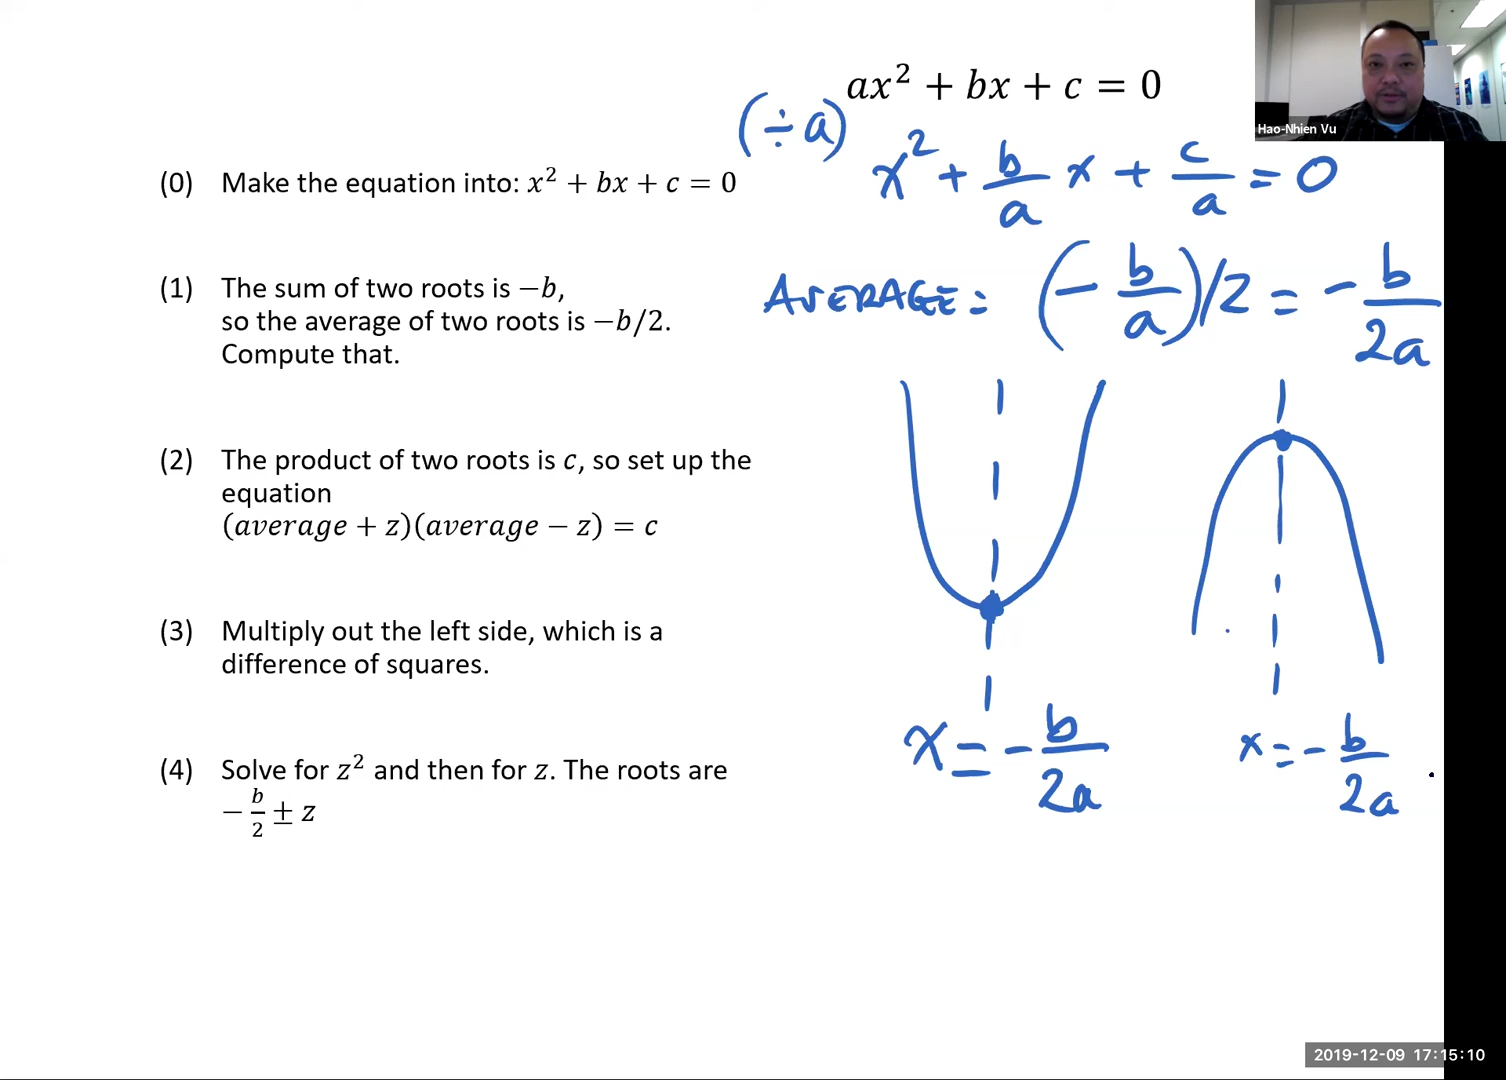 ax² + bx + c = 0
(÷ a)
x² + b/a x + c/a = 0
Hao-Nhien Vu
(0) Make the equation into: x² + bx + c = 0
(1) The sum of two roots is −b,
so the average of two roots is −b/2.
Compute that.
AVERAGE = (− b/a)/2 = − b/2a
(2) The product of two roots is c, so set up the
equation
(average + z)(average − z) = c
(3) Multiply out the left side, which is a
difference of squares.
(4) Solve for z² and then for z. The roots are
− b/2 ± z
x = − b/2a
x = − b/2a
2019-12-09 17:15:10